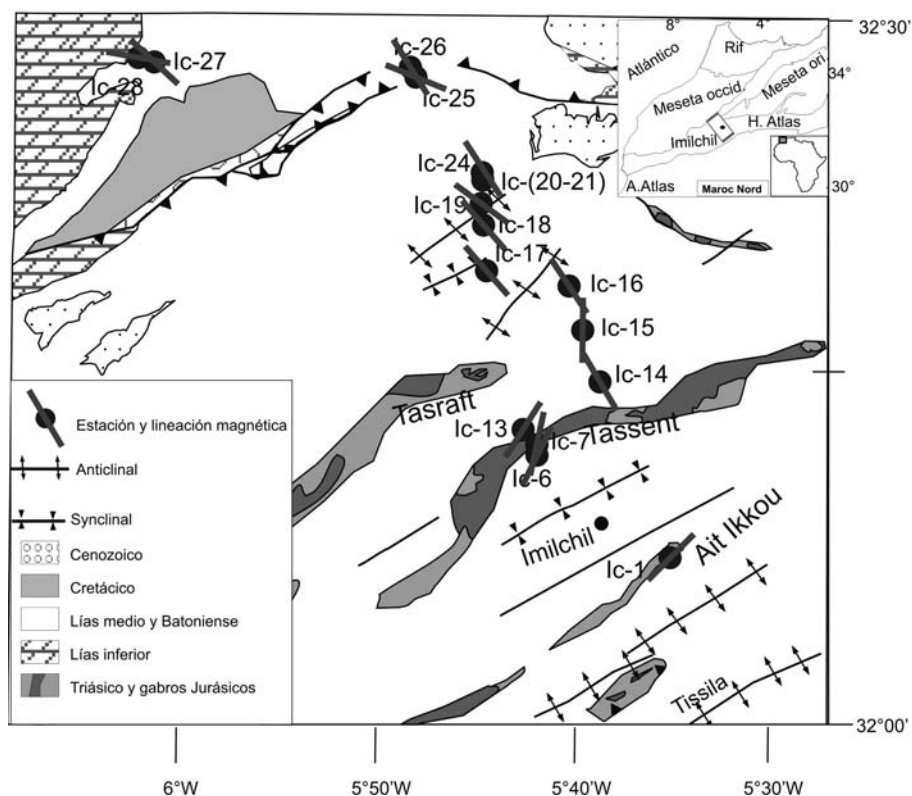 32°30'
8°
4°
Rif
34°
Atlántico
Meseta occid.
Meseta ori.
H. Atlas
Imilchil
A.Atlas
Maroc Nord
30°
Ic-26
Ic-27
Ic-28
Ic-25
Ic-24
Ic-(20-21)
Ic-19
Ic-18
Ic-17
Ic-16
Ic-15
Ic-14
Tasraft
Ic-13
Ic-7
Tassent
Ic-6
Imilchil
Ait Ikkou
Ic-1
Tissila
Estación y lineación magnética
Anticlinal
Synclinal
Cenozoico
Cretácico
Lías medio y Batoniense
Lías inferior
Triásico y gabros Jurásicos
32°00'
6°W
5°50'W
5°40'W
5°30'W